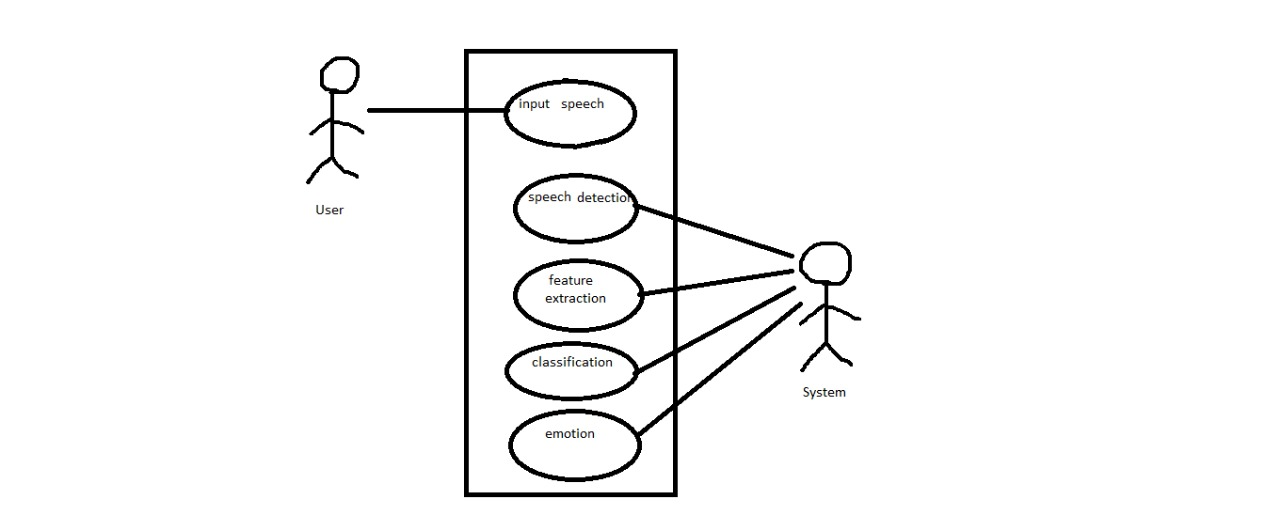 input speech
User
speech detection
feature
extraction
classification
System
emotion